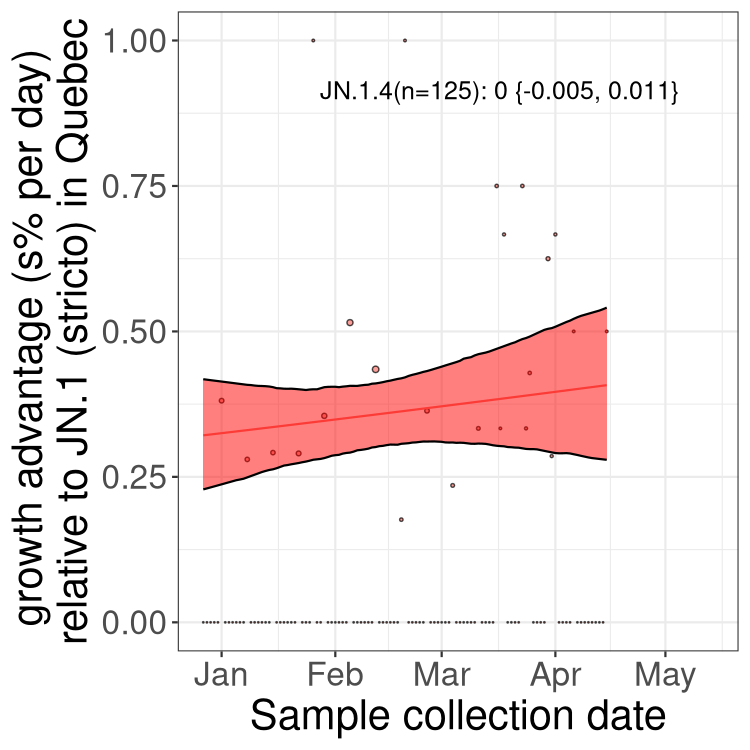 growth advantage (s% per day)
relative to JN.1 (stricto) in Quebec
1.00
0.75
0.50
0.25
0.00
JN.1.4(n=125): 0 {-0.005, 0.011}
Jan Feb Mar Apr May
Sample collection date